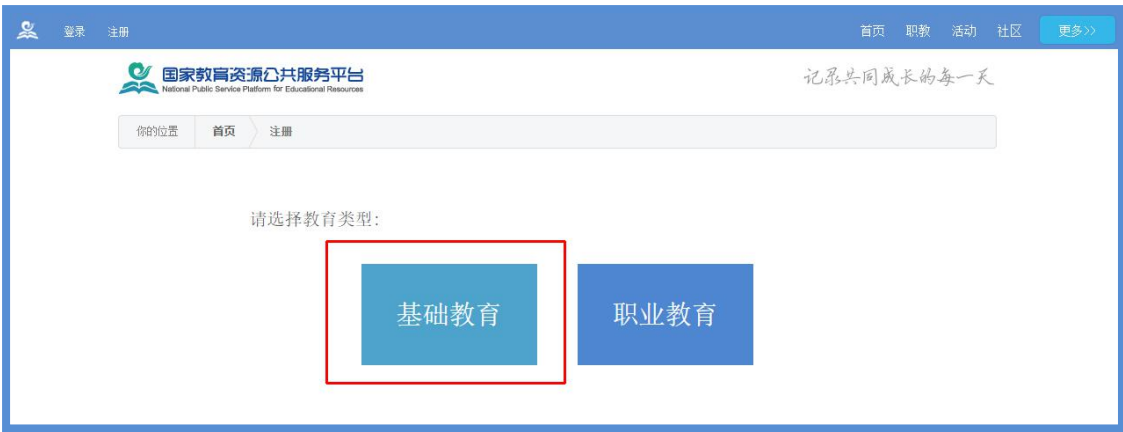 登录 注册 首页 职教 活动 社区 更多>>
国家教育资源公共服务平台
National Public Service Platform for Educational Resources
记录共同成长的每一天
你的位置 首页 注册
请选择教育类型:
基础教育 职业教育